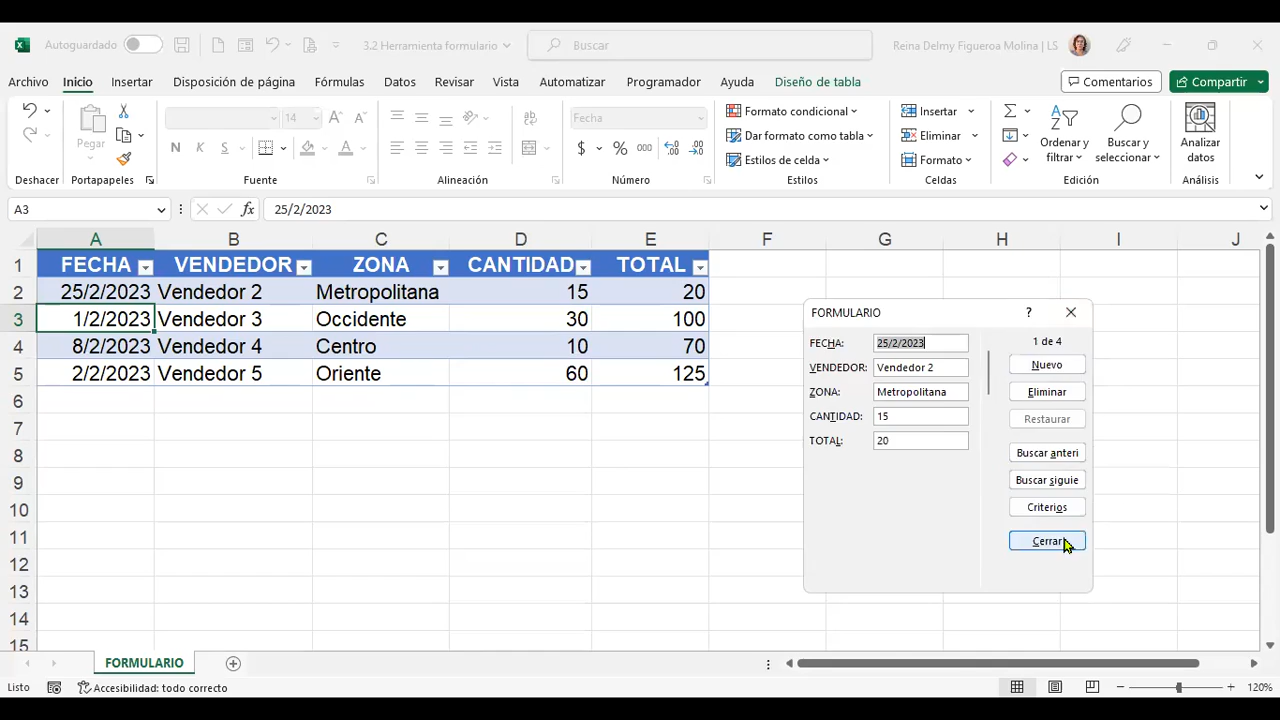 Autoguardado 3.2 Herramienta formulario Buscar Reina Delmy Figueroa Molina | LS
Archivo Inicio Insertar Disposición de página Fórmulas Datos Revisar Vista Automatizar Programador Ayuda Diseño de tabla Comentarios Compartir
Pegar
14
N K S
Fecha
$ % 000
Formato condicional
Dar formato como tabla
Estilos de celda
Insertar
Eliminar
Formato
Ordenar y filtrar
Buscar y seleccionar
Analizar datos
Deshacer Portapapeles Fuente Alineación Número Estilos Celdas Edición Análisis
A3 fx 25/2/2023
A B C D E F G H I J
1 FECHA VENDEDOR ZONA CANTIDAD TOTAL
2 25/2/2023 Vendedor 2 Metropolitana 15 20
3 1/2/2023 Vendedor 3 Occidente 30 100
4 8/2/2023 Vendedor 4 Centro 10 70
5 2/2/2023 Vendedor 5 Oriente 60 125
6
7
8
9
10
11
12
13
14
15
FORMULARIO ?
FECHA: 25/2/2023
VENDEDOR: Vendedor 2
ZONA: Metropolitana
CANTIDAD: 15
TOTAL: 20
1 de 4
Nuevo
Eliminar
Restaurar
Buscar anteri
Buscar siguie
Criterios
Cerrar
FORMULARIO
Listo Accesibilidad: todo correcto 120%